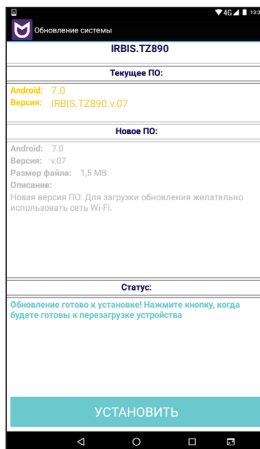 4G 13:2
Обновление системы
IRBIS.TZ890
Текущее ПО:
Android: 7.0
Версия: IRBIS.TZ890.v.07
Новое ПО:
Android: 7.0
Версия: v.07
Размер файла: 1,5 MB
Описание:
Новая версия ПО. Для загрузки обновления желательно
использовать сеть Wi-Fi.
Статус:
Обновление готово к установке! Нажмите кнопку, когда
будете готовы к перезагрузке устройства
УСТАНОВИТЬ